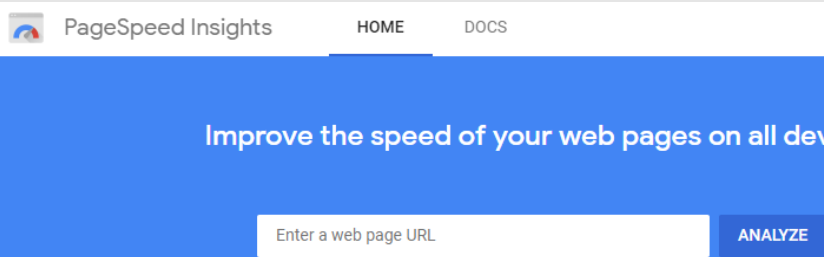 PageSpeed Insights HOME DOCS
Improve the speed of your web pages on all dev
Enter a web page URL ANALYZE